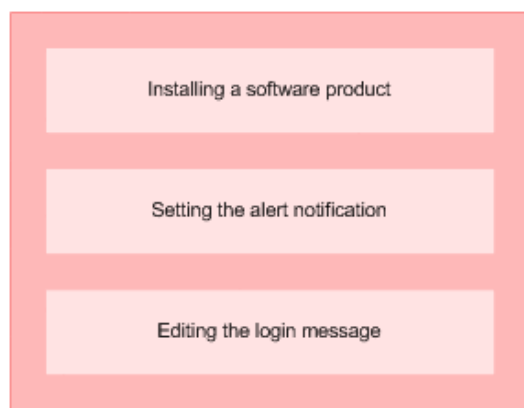 Installing a software product
Setting the alert notification
Editing the login message